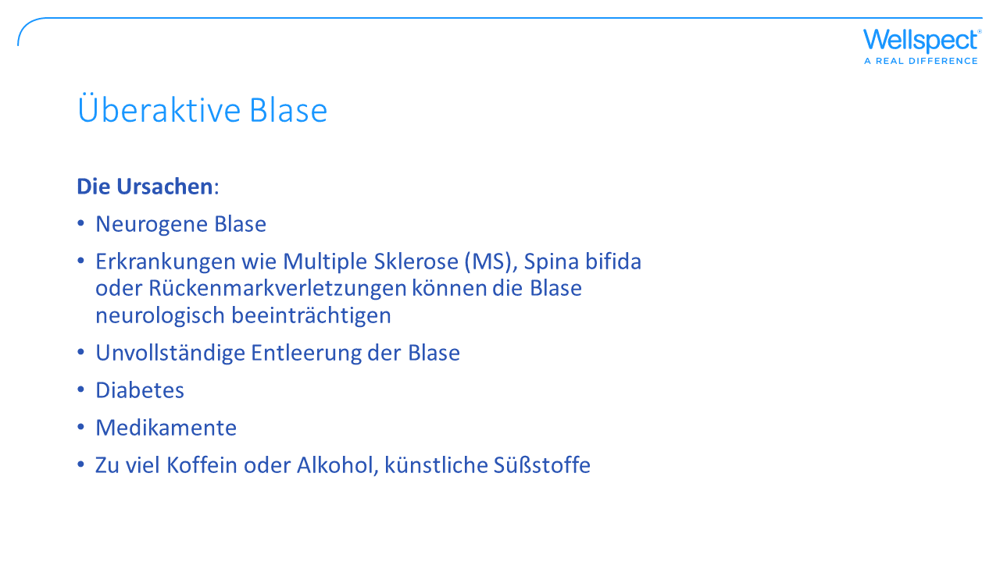 Wellspect®
A REAL DIFFERENCE
Überaktive Blase
Die Ursachen:
• Neurogene Blase
• Erkrankungen wie Multiple Sklerose (MS), Spina bifida
oder Rückenmarkverletzungen können die Blase
neurologisch beeinträchtigen
• Unvollständige Entleerung der Blase
• Diabetes
• Medikamente
• Zu viel Koffein oder Alkohol, künstliche Süßstoffe